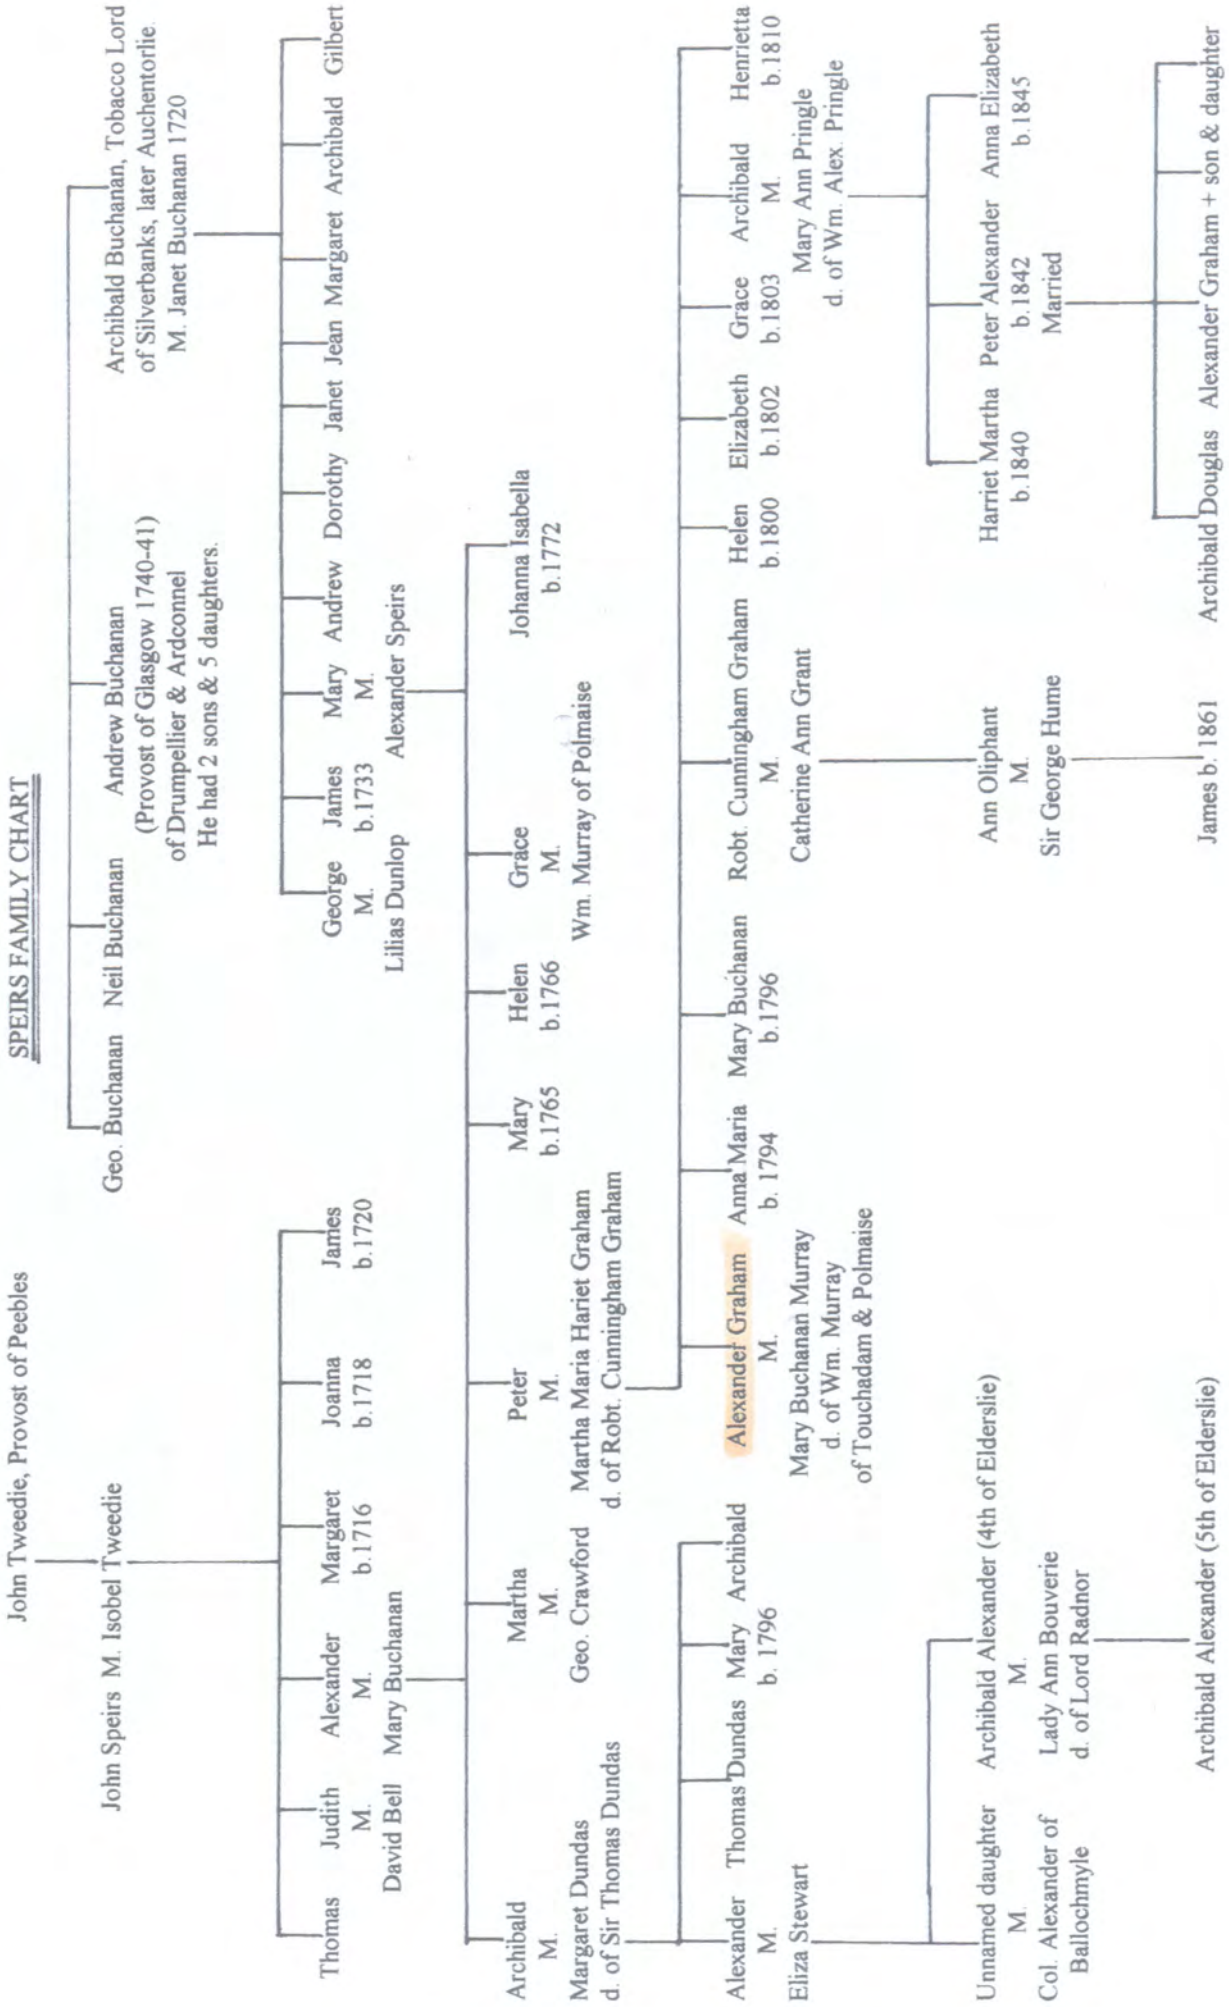 SPEIRS FAMILY CHART
John Tweedie, Provost of Peebles
John Speirs M. Isobel Tweedie
Geo. Buchanan
Neil Buchanan
Andrew Buchanan
(Provost of Glasgow 1740-41)
of Drumpellier & Ardconnel
He had 2 sons & 5 daughters.
Archibald Buchanan, Tobacco Lord
of Silverbanks, later Auchentorlie
M. Janet Buchanan 1720
Thomas
Judith
M.
David Bell
Alexander
M.
Mary Buchanan
Margaret
b.1716
Joanna
b.1718
James
b.1720
George
M.
Lilias Dunlop
James
b.1733
Mary
M.
Alexander Speirs
Andrew
Dorothy
Janet
Jean
Margaret
Archibald
Gilbert
Archibald
M.
Margaret Dundas
d. of Sir Thomas Dundas
Martha
M.
Geo. Crawford
Peter
M.
Martha Maria Hariet Graham
d. of Robt. Cunningham Graham
Mary
b.1765
Helen
b.1766
Grace
M.
Wm. Murray of Polmaise
Johanna Isabella
b.1772
Alexander
M.
Eliza Stewart
Thomas Dundas
Mary
b. 1796
Archibald
Alexander Graham
M.
Mary Buchanan Murray
d. of Wm. Murray
of Touchadam & Polmaise
Anna Maria
b. 1794
Mary Buchanan
b.1796
Robt. Cunningham Graham
M.
Catherine Ann Grant
Helen
b.1800
Elizabeth
b.1802
Grace
b.1803
Archibald
M.
Mary Ann Pringle
d. of Wm. Alex. Pringle
Henrietta
b.1810
Unnamed daughter
M.
Col. Alexander of
Ballochmyle
Archibald Alexander (4th of Elderslie)
M.
Lady Ann Bouverie
d. of Lord Radnor
Ann Oliphant
M.
Sir George Hume
Harriet Martha
b.1840
Peter Alexander
b.1842
Married
Anna Elizabeth
b.1845
Archibald Alexander (5th of Elderslie)
James b. 1861
Archibald Douglas
Alexander Graham + son & daughter